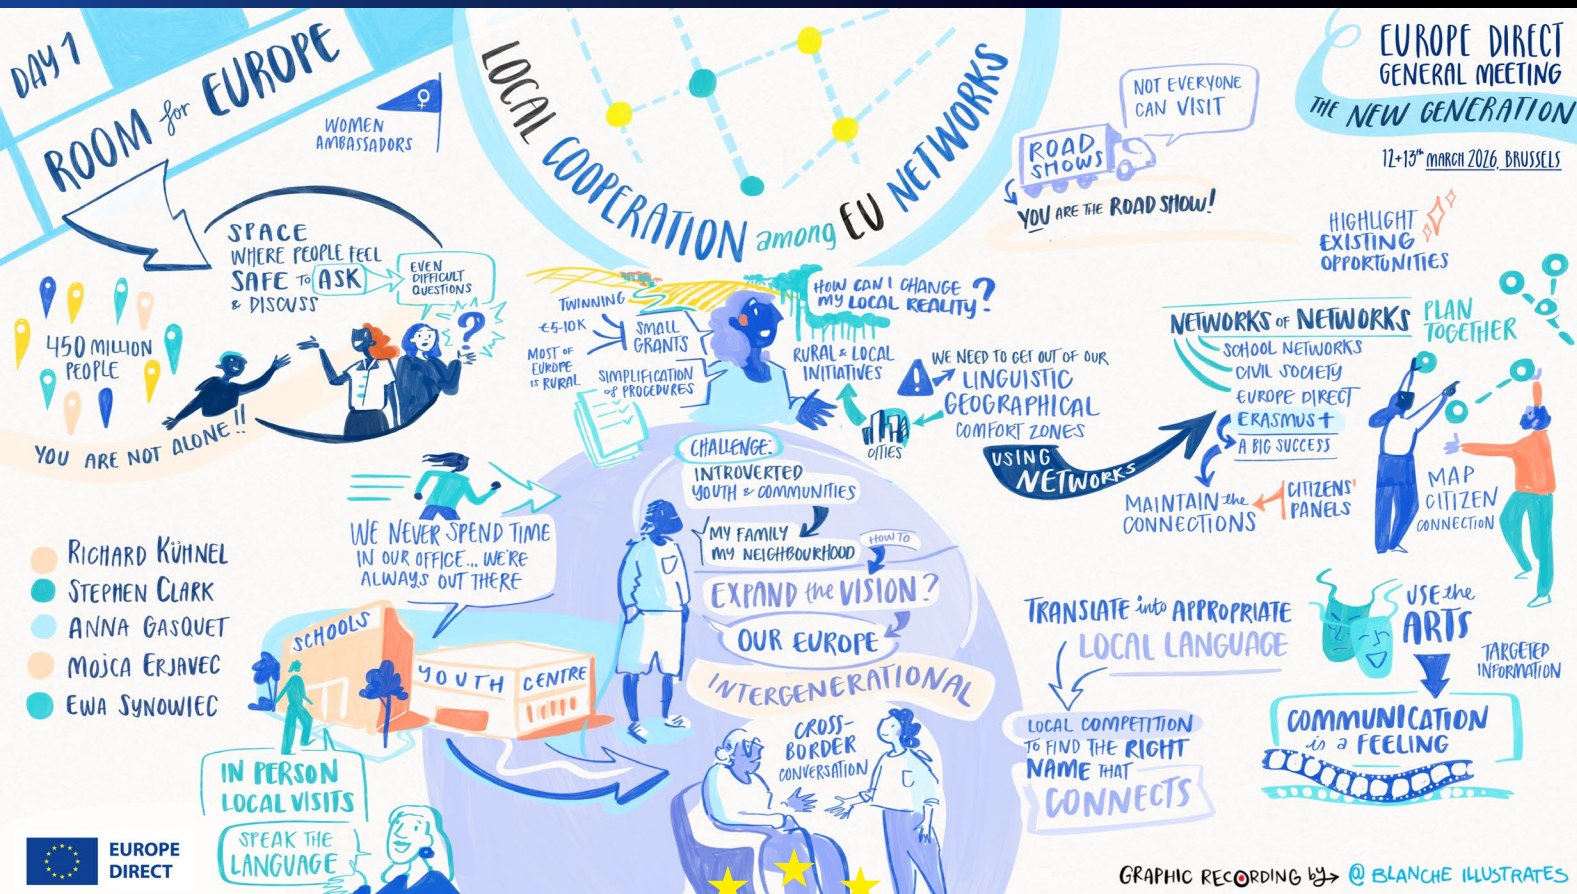 DAY 1
ROOM for EUROPE
WOMEN
AMBASSADORS
SPACE
WHERE PEOPLE FEEL
SAFE TO ASK
& DISCUSS
EVEN
DIFFICULT
QUESTIONS
?
450 MILLION
PEOPLE
YOU ARE NOT ALONE!!
RICHARD KÜHNEL
STEPHEN CLARK
ANNA GASQUET
MOJCA ERJAVEC
EWA SYNOWIEC
WE NEVER SPEND TIME
IN OUR OFFICE... WE'RE
ALWAYS OUT THERE
SCHOOLS
YOUTH CENTRE
IN PERSON
LOCAL VISITS
SPEAK THE
LANGUAGE
EUROPE
DIRECT
LOCAL COOPERATION among EU NETWORKS
TWINNING
€5-10K
SMALL
GRANTS
MOST OF
EUROPE
IS RURAL
SIMPLIFICATION
of PROCEDURES
HOW CAN I CHANGE
MY LOCAL REALITY?
RURAL & LOCAL
INITIATIVES
CITIES
WE NEED TO GET OUT OF OUR
LINGUISTIC
GEOGRAPHICAL
COMFORT ZONES
CHALLENGE:
INTROVERTED
YOUTH & COMMUNITIES
MY FAMILY
MY NEIGHBOURHOOD
HOW TO
EXPAND the VISION?
OUR EUROPE
INTERGENERATIONAL
CROSS-
BORDER
CONVERSATION
NOT EVERYONE
CAN VISIT
ROAD
SHOWS
YOU ARE THE ROAD SHOW!
EUROPE DIRECT
GENERAL MEETING
THE NEW GENERATION
12+13th MARCH 2026, BRUSSELS
HIGHLIGHT
EXISTING
OPPORTUNITIES
USING
NETWORKS
NETWORKS OF NETWORKS
SCHOOL NETWORKS
CIVIL SOCIETY
EUROPE DIRECT
ERASMUS+
A BIG SUCCESS
MAINTAIN the
CONNECTIONS
CITIZENS'
PANELS
PLAN
TOGETHER
MAP
CITIZEN
CONNECTION
TRANSLATE into APPROPRIATE
LOCAL LANGUAGE
LOCAL COMPETITION
TO FIND THE RIGHT
NAME THAT
CONNECTS
USE the
ARTS
TARGETED
INFORMATION
COMMUNICATION
is a FEELING
GRAPHIC RECORDING by → @ BLANCHE ILLUSTRATES